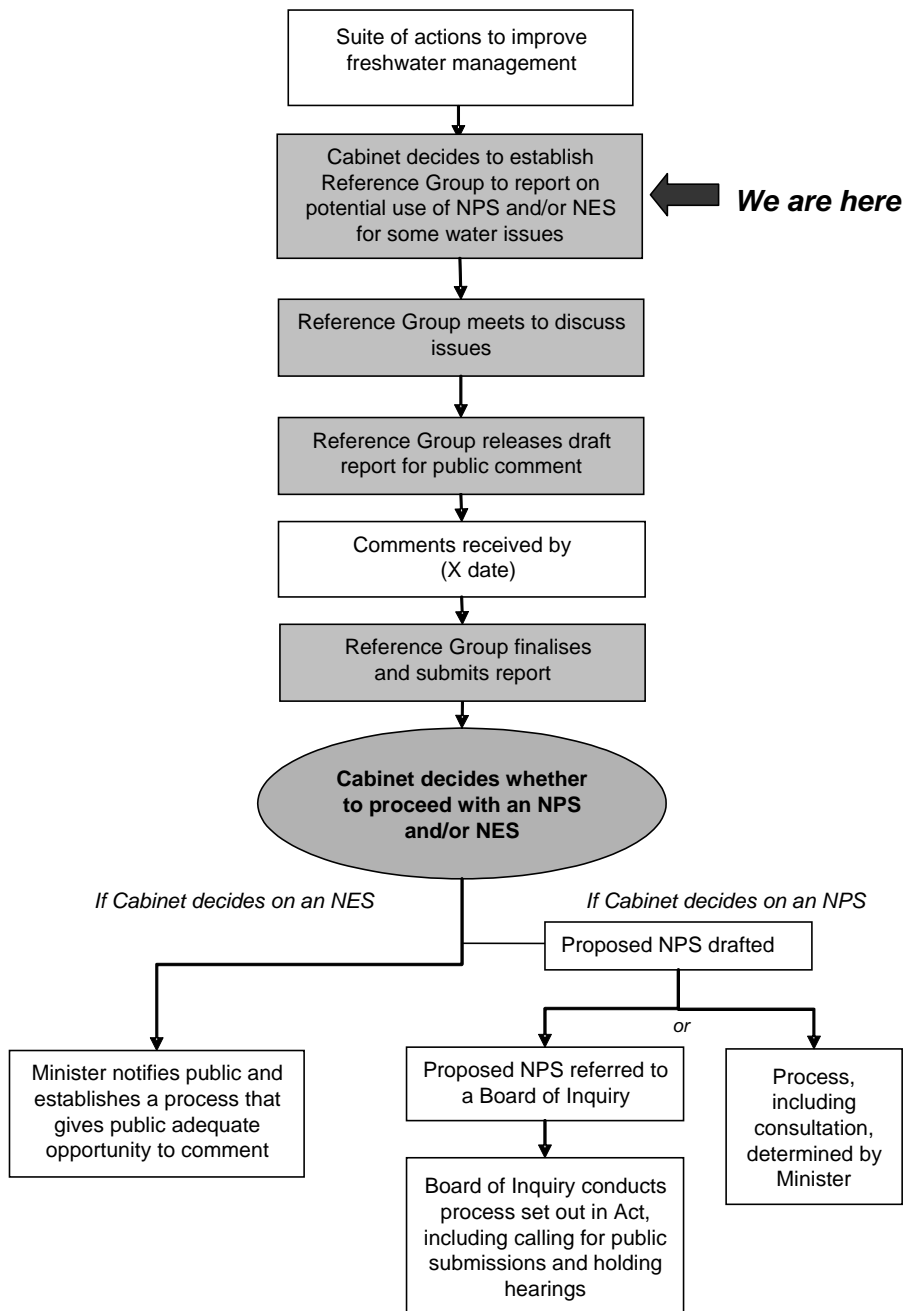 Suite of actions to improve
freshwater management
Cabinet decides to establish
Reference Group to report on
potential use of NPS and/or NES
for some water issues
We are here
Reference Group meets to discuss
issues
Reference Group releases draft
report for public comment
Comments received by
(X date)
Reference Group finalises
and submits report
Cabinet decides whether
to proceed with an NPS
and/or NES
If Cabinet decides on an NES
If Cabinet decides on an NPS
Proposed NPS drafted
or
Minister notifies public and
establishes a process that
gives public adequate
opportunity to comment
Proposed NPS referred to
a Board of Inquiry
Process,
including
consultation,
determined by
Minister
Board of Inquiry conducts
process set out in Act,
including calling for public
submissions and holding
hearings